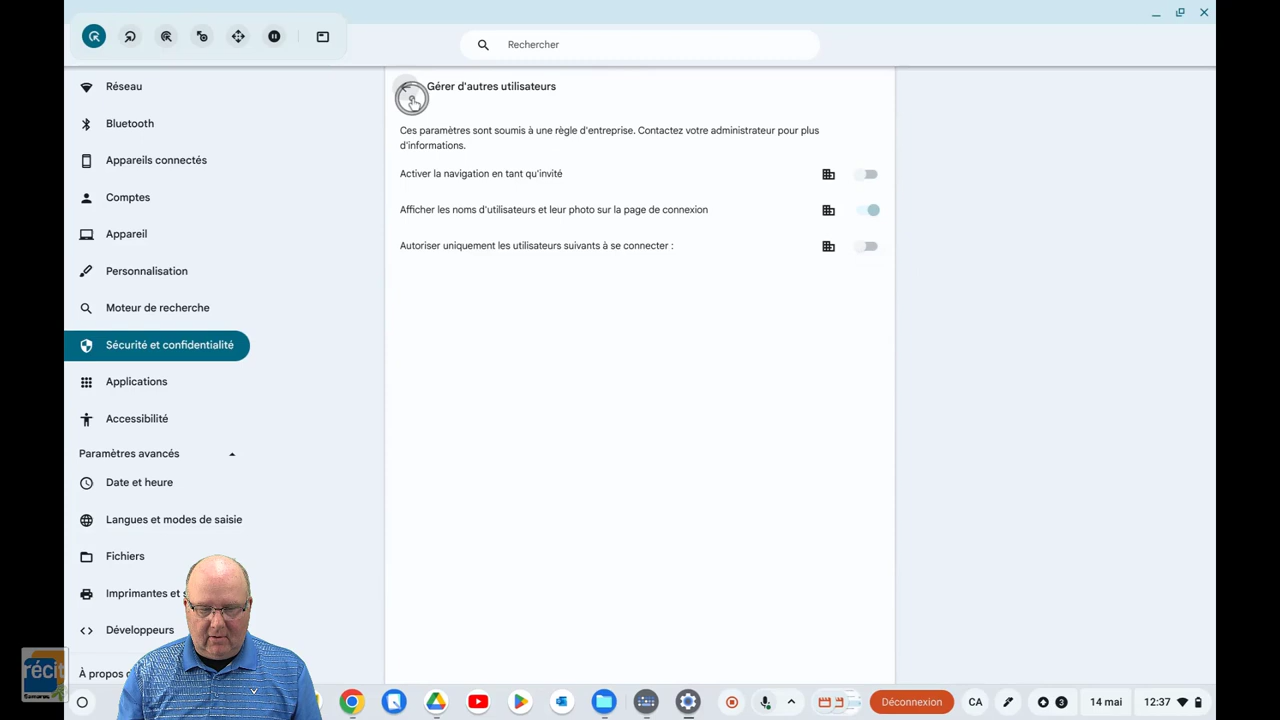 Rechercher
Réseau
Bluetooth
Appareils connectés
Comptes
Appareil
Personnalisation
Moteur de recherche
Sécurité et confidentialité
Applications
Accessibilité
Paramètres avancés
Date et heure
Langues et modes de saisie
Fichiers
Imprimantes et
Développeurs
À propos
Gérer d'autres utilisateurs
Ces paramètres sont soumis à une règle d'entreprise. Contactez votre administrateur pour plus
d'informations.
Activer la navigation en tant qu'invité
Afficher les noms d'utilisateurs et leur photo sur la page de connexion
Autoriser uniquement les utilisateurs suivants à se connecter :
récit
Samares
Déconnexion
CA
3
14 mai
12:37